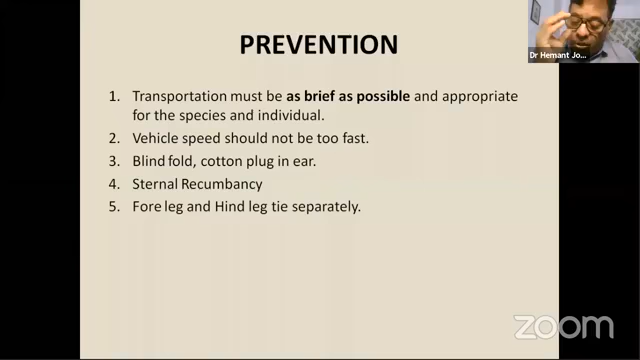 Dr Hemant Jo...
PREVENTION
1. Transportation must be as brief as possible and appropriate
for the species and individual.
2. Vehicle speed should not be too fast.
3. Blind fold, cotton plug in ear.
4. Sternal Recumbancy
5. Fore leg and Hind leg tie separately.
zoom